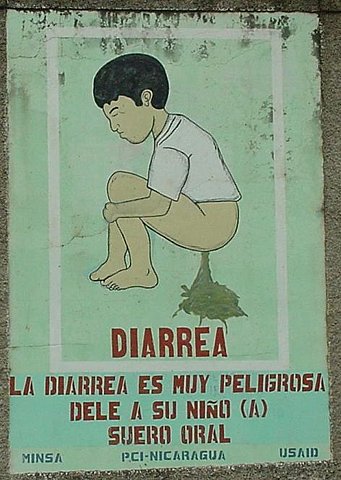 DIARREA
LA DIARREA ES MUY PELIGROSA
DELE A SU NIÑO (A)
SUERO ORAL
MINSA PCI-NICARAGUA USAID